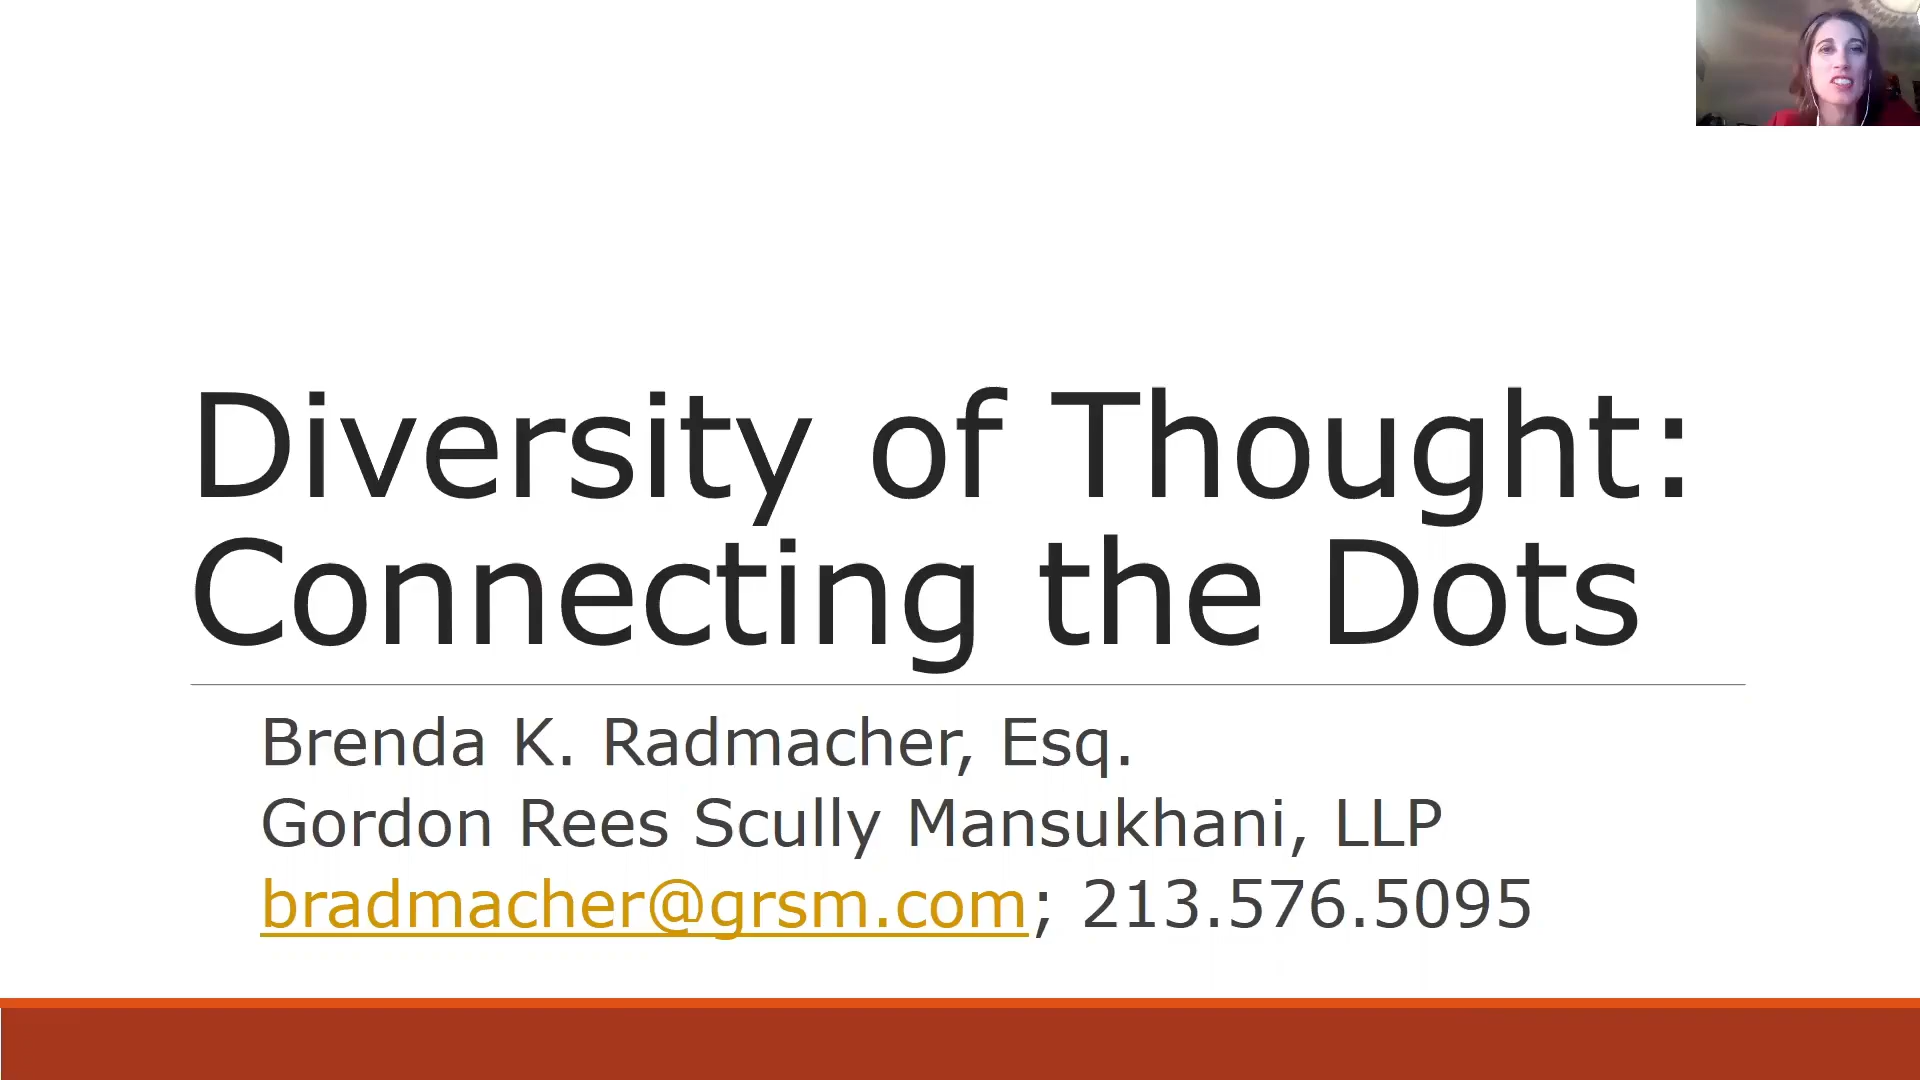 Diversity of Thought:
Connecting the Dots
Brenda K. Radmacher, Esq.
Gordon Rees Scully Mansukhani, LLP
bradmacher@grsm.com; 213.576.5095